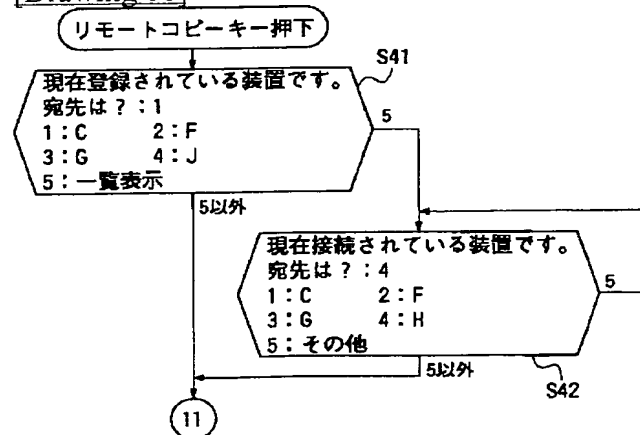 リモートコピーキー押下
S41
現在登録されている装置です。
宛先は？：1
1：C 2：F
3：G 4：J
5：一覧表示
5
5以外
現在接続されている装置です。
宛先は？：4
1：C 2：F
3：G 4：H
5：その他
5
5以外
S42
11